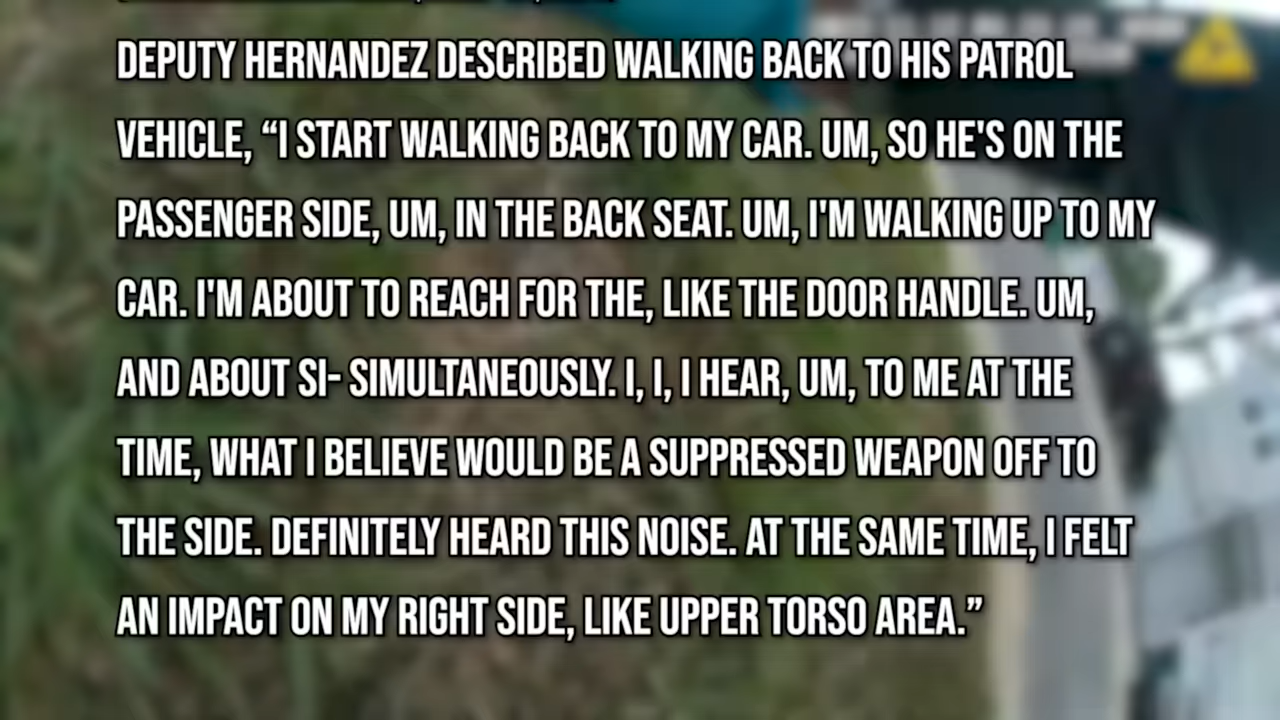 DEPUTY HERNANDEZ DESCRIBED WALKING BACK TO HIS PATROL
VEHICLE, “I START WALKING BACK TO MY CAR. UM, SO HE'S ON THE
PASSENGER SIDE, UM, IN THE BACK SEAT. UM, I'M WALKING UP TO MY
CAR. I'M ABOUT TO REACH FOR THE, LIKE THE DOOR HANDLE. UM,
AND ABOUT SI- SIMULTANEOUSLY. I, I, I HEAR, UM, TO ME AT THE
TIME, WHAT I BELIEVE WOULD BE A SUPPRESSED WEAPON OFF TO
THE SIDE. DEFINITELY HEARD THIS NOISE. AT THE SAME TIME, I FELT
AN IMPACT ON MY RIGHT SIDE, LIKE UPPER TORSO AREA.”